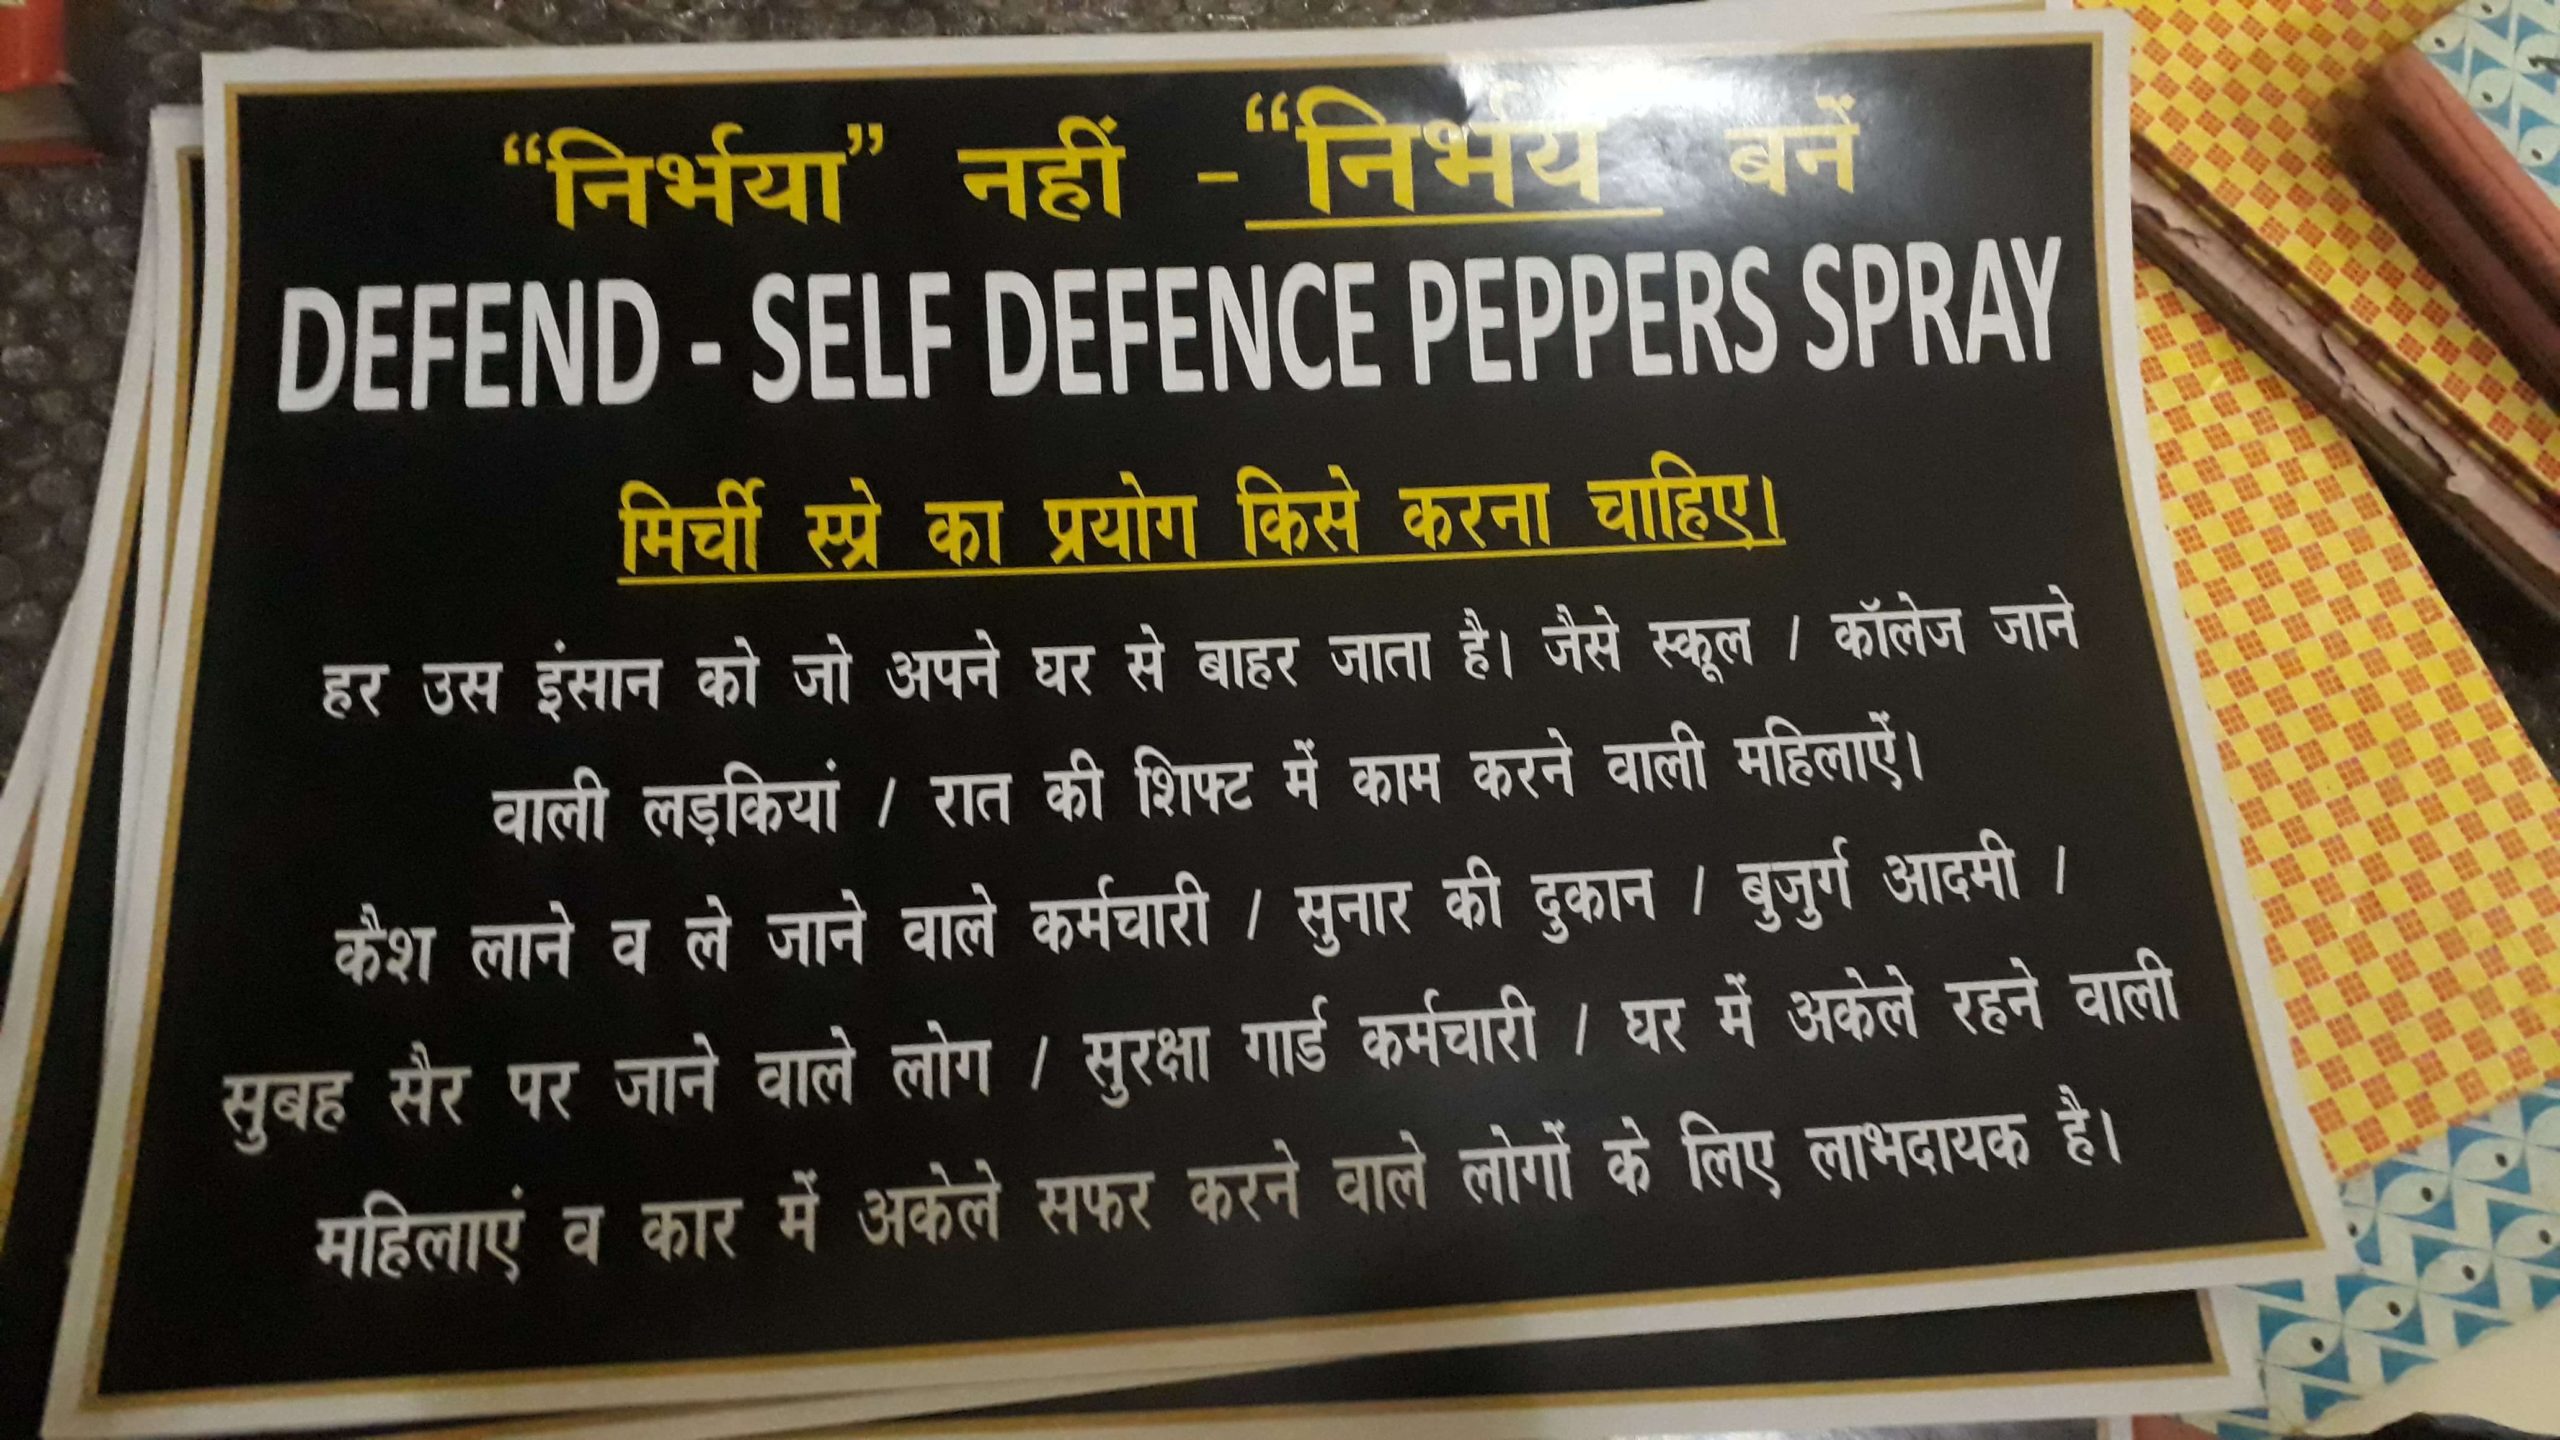 “निर्भया” नहीं - “निर्भय बनें
DEFEND - SELF DEFENCE PEPPERS SPRAY
मिर्ची स्प्रे का प्रयोग किसे करना चाहिए।
हर उस इंसान को जो अपने घर से बाहर जाता है। जैसे स्कूल / कॉलेज जाने
वाली लड़कियां / रात की शिफ्ट में काम करने वाली महिलाऐं।
कैश लाने व ले जाने वाले कर्मचारी / सुनार की दुकान / बुजुर्ग आदमी /
सुबह सैर पर जाने वाले लोग / सुरक्षा गार्ड कर्मचारी / घर में अकेले रहने वाली
महिलाएं व कार में अकेले सफर करने वाले लोगों के लिए लाभदायक है।